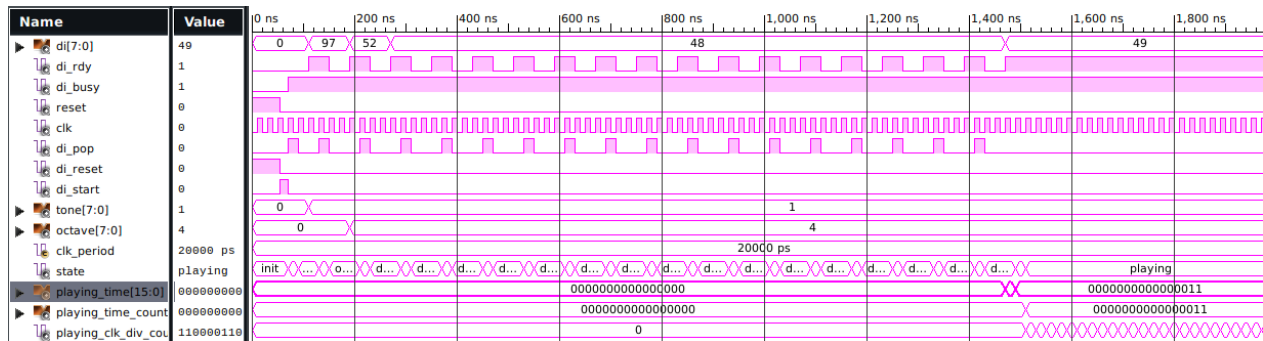 Name Value 0 ns 200 ns 400 ns 600 ns 800 ns 1,000 ns 1,200 ns 1,400 ns 1,600 ns 1,800 ns
di[7:0] 49 0 97 52 48 49
di_rdy 1
di_busy 1
reset 0
clk 0
di_pop 0
di_reset 0
di_start 0
tone[7:0] 1 0 1
octave[7:0] 4 0 4
clk_period 20000 ps 20000 ps
state playing init ... o... d... d... d... d... d... d... d... d... d... d... d... d... d... d... d... d... playing
playing_time[15:0] 000000000 0000000000000000 0000000000000011
playing_time_count 000000000 0000000000000000 0000000000000011
playing_clk_div_cou 110000110 0